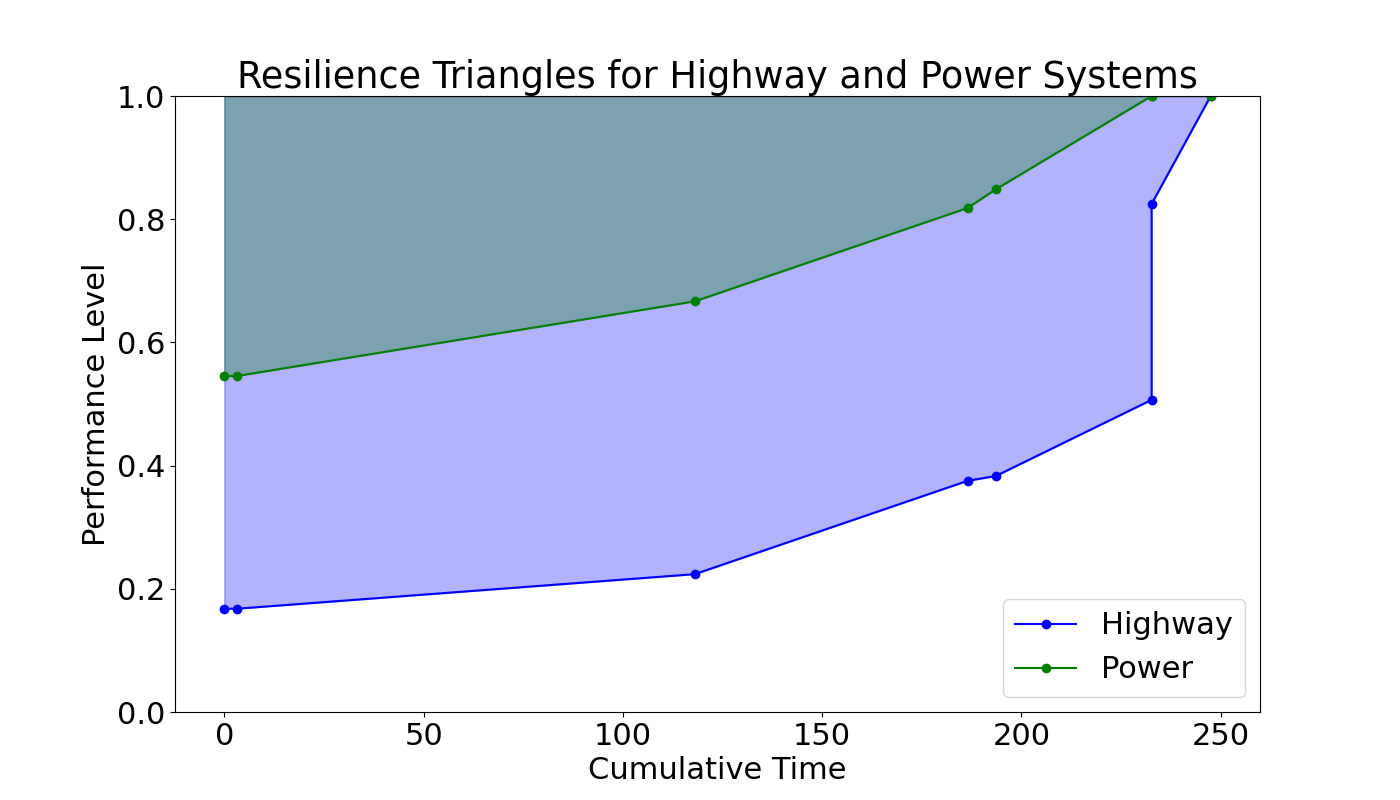 Resilience Triangles for Highway and Power Systems
1.0
0.8
0.6
0.4
0.2
0.0
Performance Level
Highway
Power
0 50 100 150 200 250
Cumulative Time